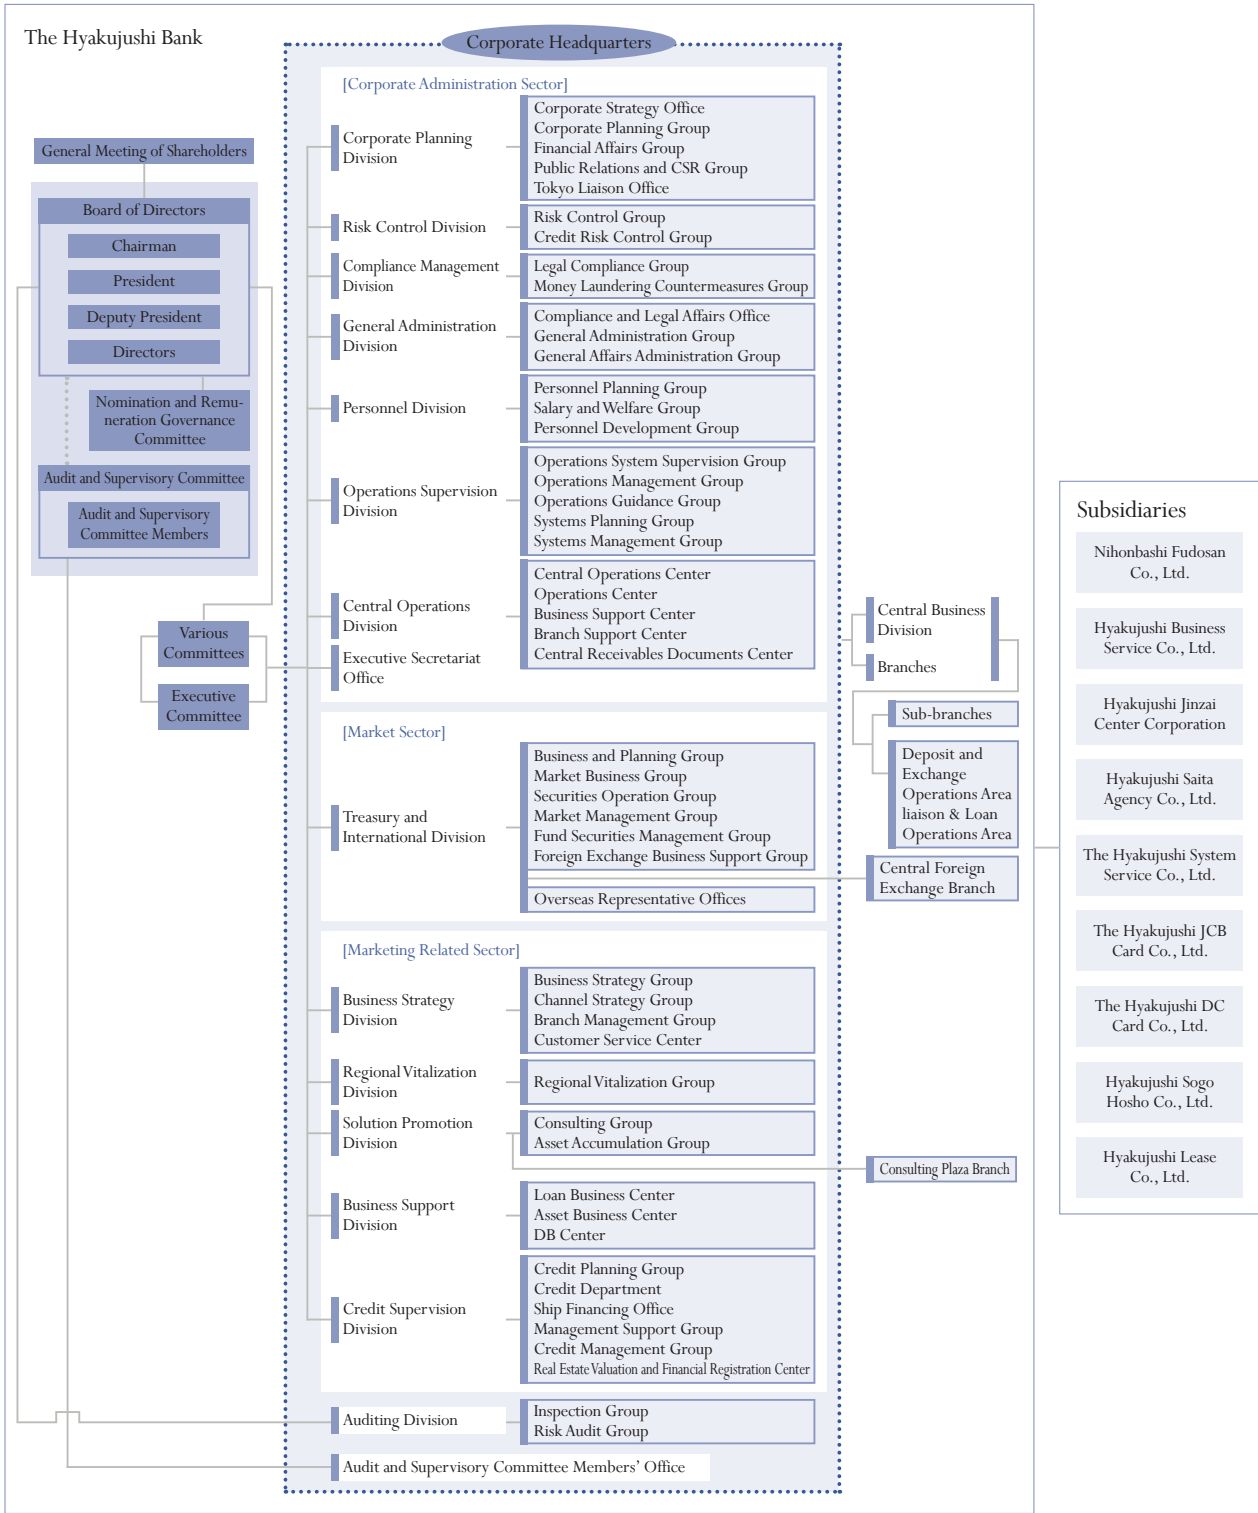 The Hyakujushi Bank
General Meeting of Shareholders
Board of Directors
Chairman
President
Deputy President
Directors
Nomination and Remu-
neration Governance
Committee
Audit and Supervisory Committee
Audit and Supervisory
Committee Members
Various
Committees
Executive
Committee
Corporate Headquarters
[Corporate Administration Sector]
Corporate Planning
Division
Corporate Strategy Office
Corporate Planning Group
Financial Affairs Group
Public Relations and CSR Group
Tokyo Liaison Office
Risk Control Division
Risk Control Group
Credit Risk Control Group
Compliance Management
Division
Legal Compliance Group
Money Laundering Countermeasures Group
General Administration
Division
Compliance and Legal Affairs Office
General Administration Group
General Affairs Administration Group
Personnel Division
Personnel Planning Group
Salary and Welfare Group
Personnel Development Group
Operations Supervision
Division
Operations System Supervision Group
Operations Management Group
Operations Guidance Group
Systems Planning Group
Systems Management Group
Central Operations
Division
Central Operations Center
Operations Center
Business Support Center
Branch Support Center
Central Receivables Documents Center
Executive Secretariat
Office
[Market Sector]
Treasury and
International Division
Business and Planning Group
Market Business Group
Securities Operation Group
Market Management Group
Fund Securities Management Group
Foreign Exchange Business Support Group
Overseas Representative Offices
[Marketing Related Sector]
Business Strategy
Division
Business Strategy Group
Channel Strategy Group
Branch Management Group
Customer Service Center
Regional Vitalization
Division
Regional Vitalization Group
Solution Promotion
Division
Consulting Group
Asset Accumulation Group
Business Support
Division
Loan Business Center
Asset Business Center
DB Center
Credit Supervision
Division
Credit Planning Group
Credit Department
Ship Financing Office
Management Support Group
Credit Management Group
Real Estate Valuation and Financial Registration Center
Auditing Division
Inspection Group
Risk Audit Group
Audit and Supervisory Committee Members’ Office
Central Business
Division
Branches
Sub-branches
Deposit and
Exchange
Operations Area
liaison & Loan
Operations Area
Central Foreign
Exchange Branch
Consulting Plaza Branch
Subsidiaries
Nihonbashi Fudosan
Co., Ltd.
Hyakujushi Business
Service Co., Ltd.
Hyakujushi Jinzai
Center Corporation
Hyakujushi Saita
Agency Co., Ltd.
The Hyakujushi System
Service Co., Ltd.
The Hyakujushi JCB
Card Co., Ltd.
The Hyakujushi DC
Card Co., Ltd.
Hyakujushi Sogo
Hosho Co., Ltd.
Hyakujushi Lease
Co., Ltd.